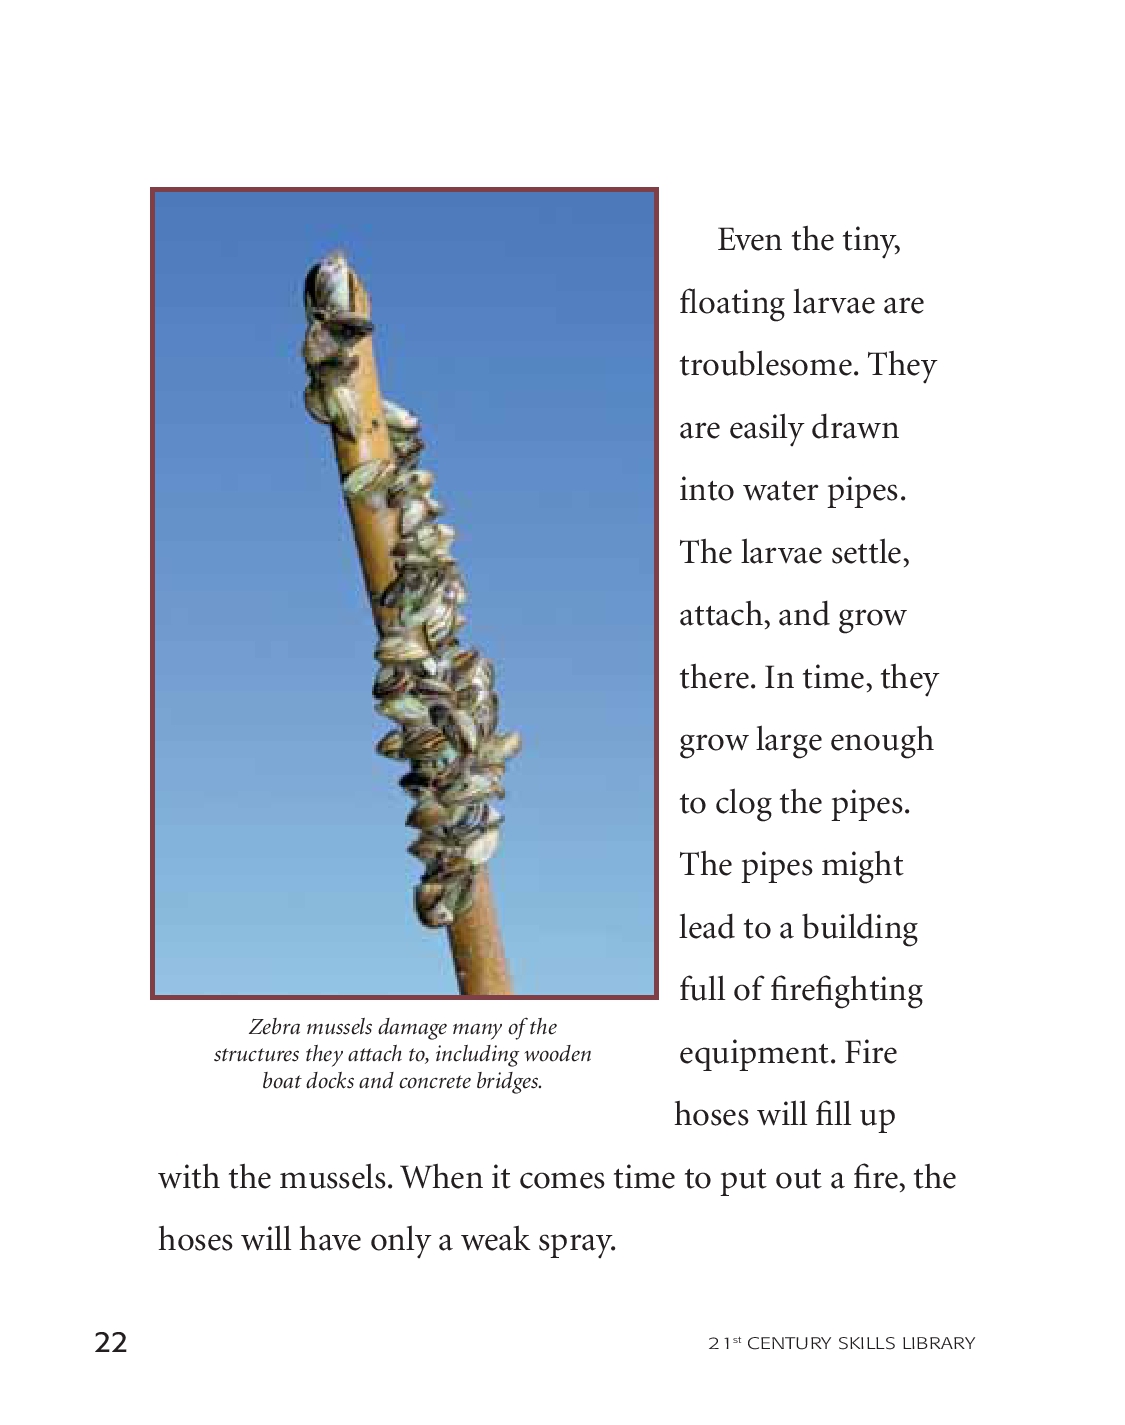 Even the tiny,
floating larvae are
troublesome. They
are easily drawn
into water pipes.
The larvae settle,
attach, and grow
there. In time, they
grow large enough
to clog the pipes.
The pipes might
lead to a building
full of firefighting
equipment. Fire
hoses will fill up
with the mussels. When it comes time to put out a fire, the
hoses will have only a weak spray.
Zebra mussels damage many of the
structures they attach to, including wooden
boat docks and concrete bridges.
22
21st CENTURY SKILLS LIBRARY